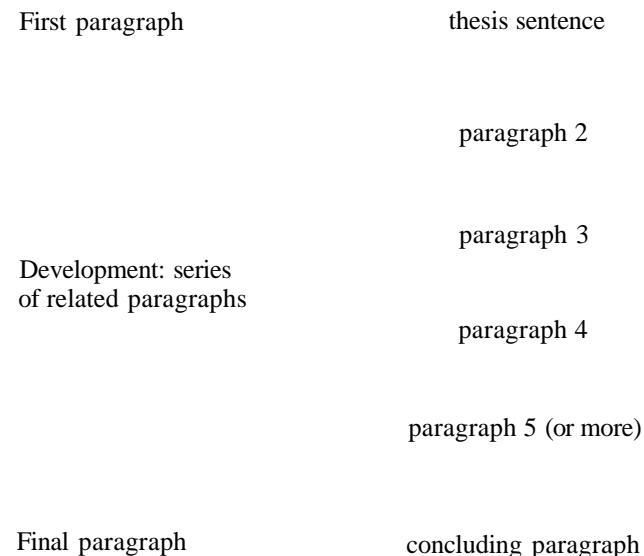 First paragraph
thesis sentence
paragraph 2
paragraph 3
Development: series
of related paragraphs
paragraph 4
paragraph 5 (or more)
Final paragraph
concluding paragraph